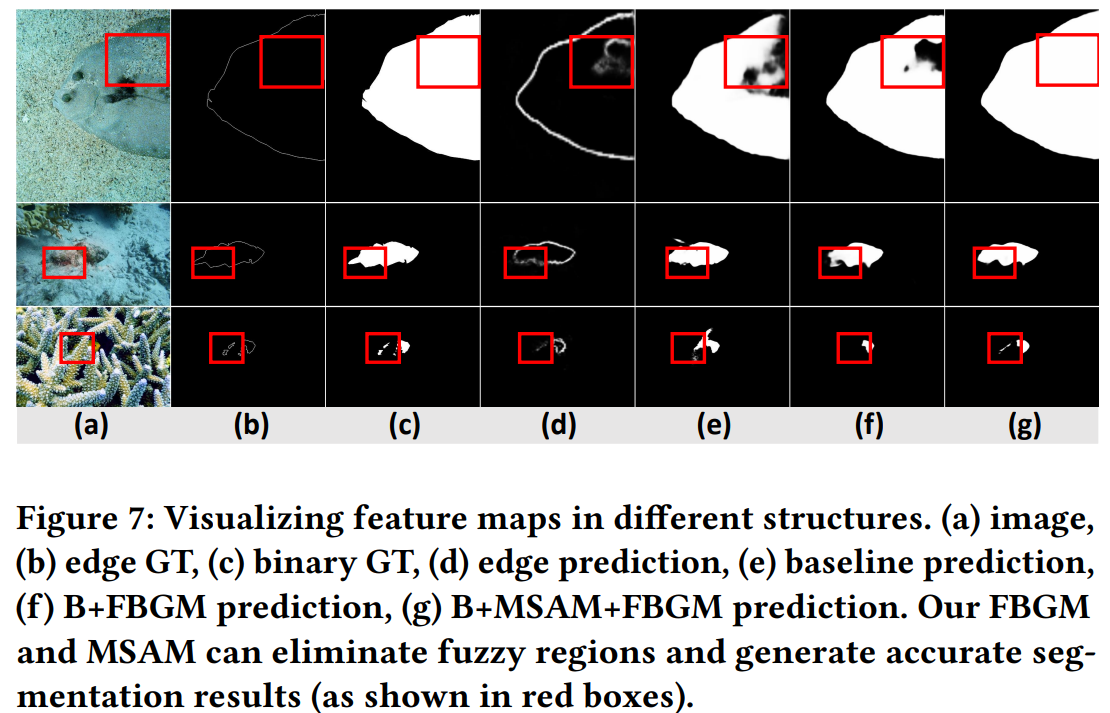 (a) (b) (c) (d) (e) (f) (g)
Figure 7: Visualizing feature maps in different structures. (a) image,
(b) edge GT, (c) binary GT, (d) edge prediction, (e) baseline prediction,
(f) B+FBGM prediction, (g) B+MSAM+FBGM prediction. Our FBGM
and MSAM can eliminate fuzzy regions and generate accurate seg-
mentation results (as shown in red boxes).